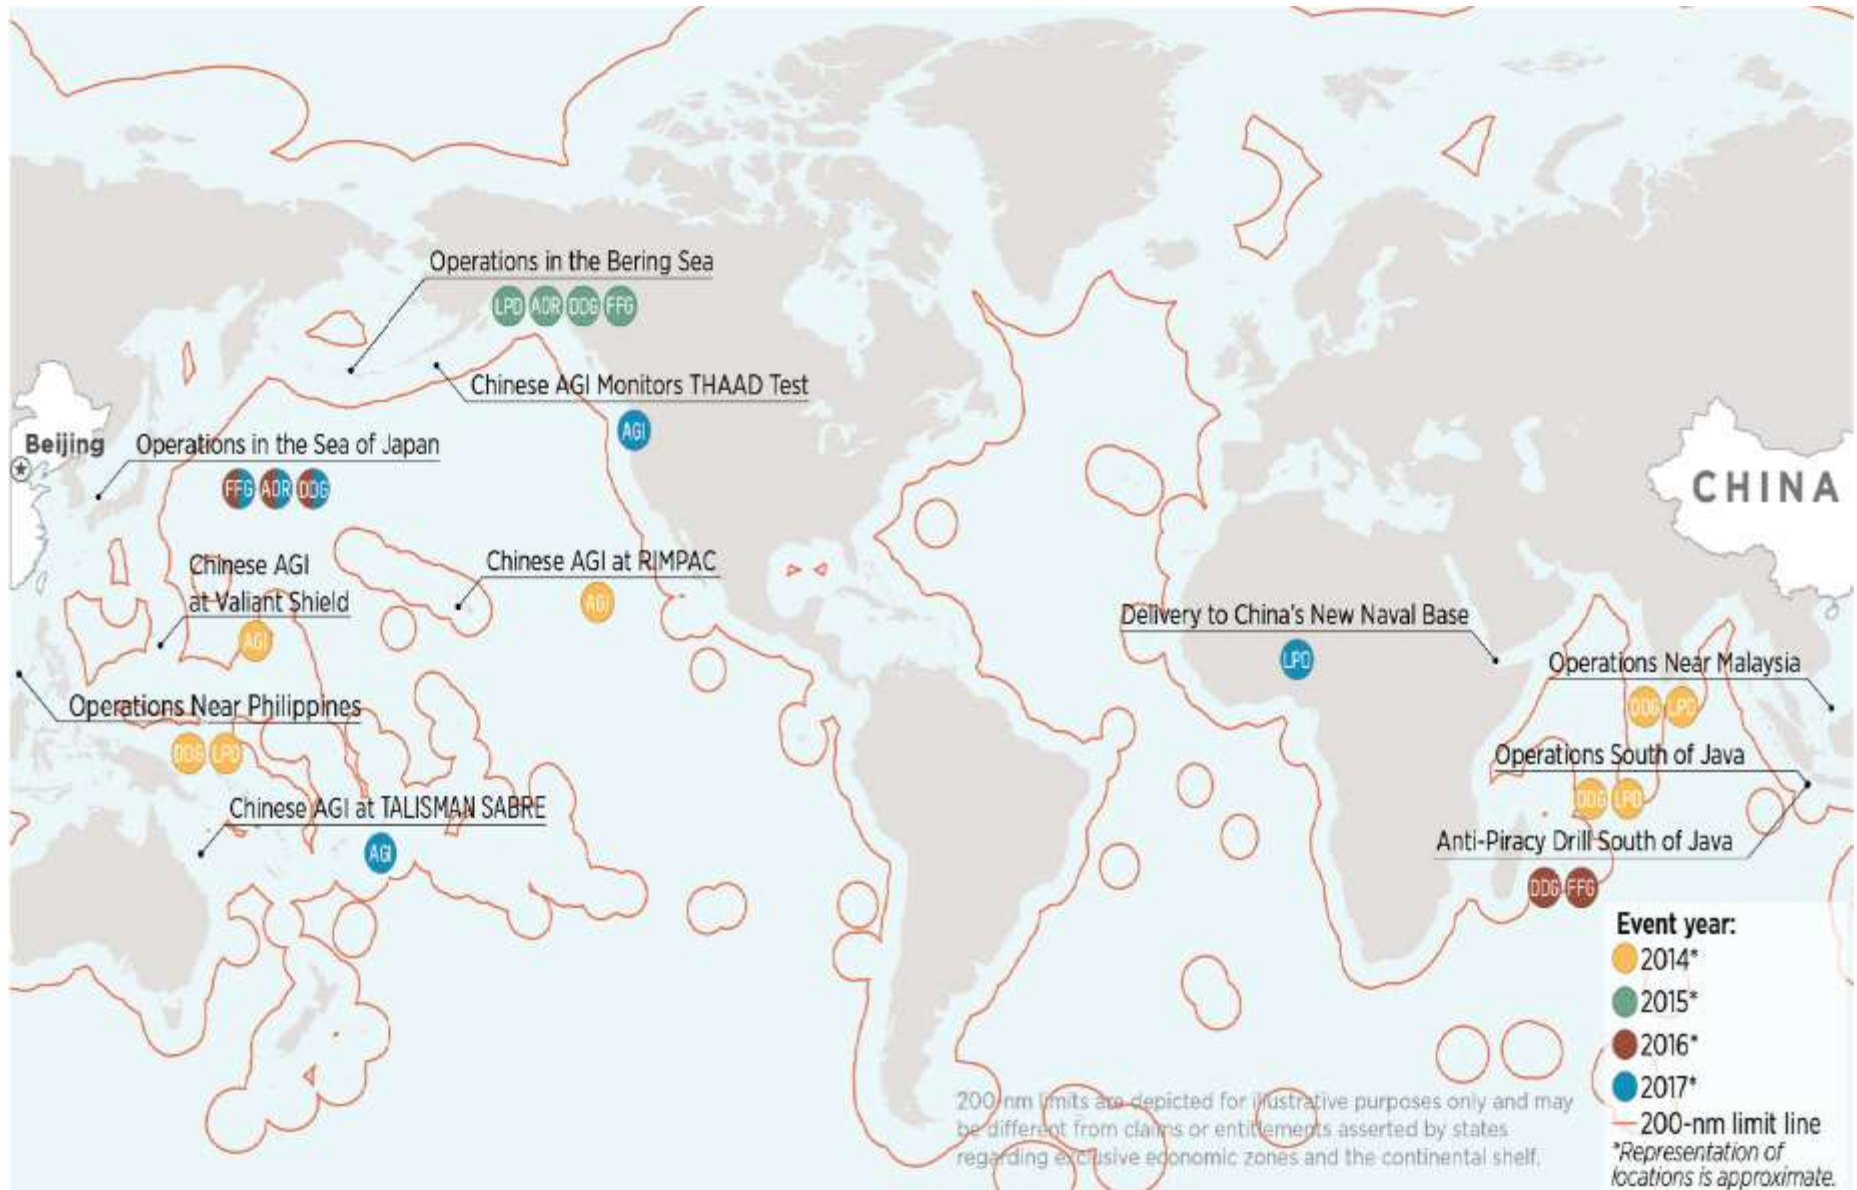 Operations in the Bering Sea
LPD AOR DDG FFG
Chinese AGI Monitors THAAD Test
AGI
Beijing
Operations in the Sea of Japan
FFG AOR DDG
CHINA
Chinese AGI
at Valiant Shield
AGI
Chinese AGI at RIMPAC
AGI
Delivery to China's New Naval Base
LPD
Operations Near Malaysia
DDG LPD
Operations Near Philippines
DDG LPD
Operations South of Java
DDG LPD
Chinese AGI at TALISMAN SABRE
AGI
Anti-Piracy Drill South of Java
DDG FFG
Event year:
2014*
2015*
2016*
2017*
200-nm limit line
*Representation of
locations is approximate.
200-nm limits are depicted for illustrative purposes only and may
be different from claims or entitlements asserted by states
regarding exclusive economic zones and the continental shelf.